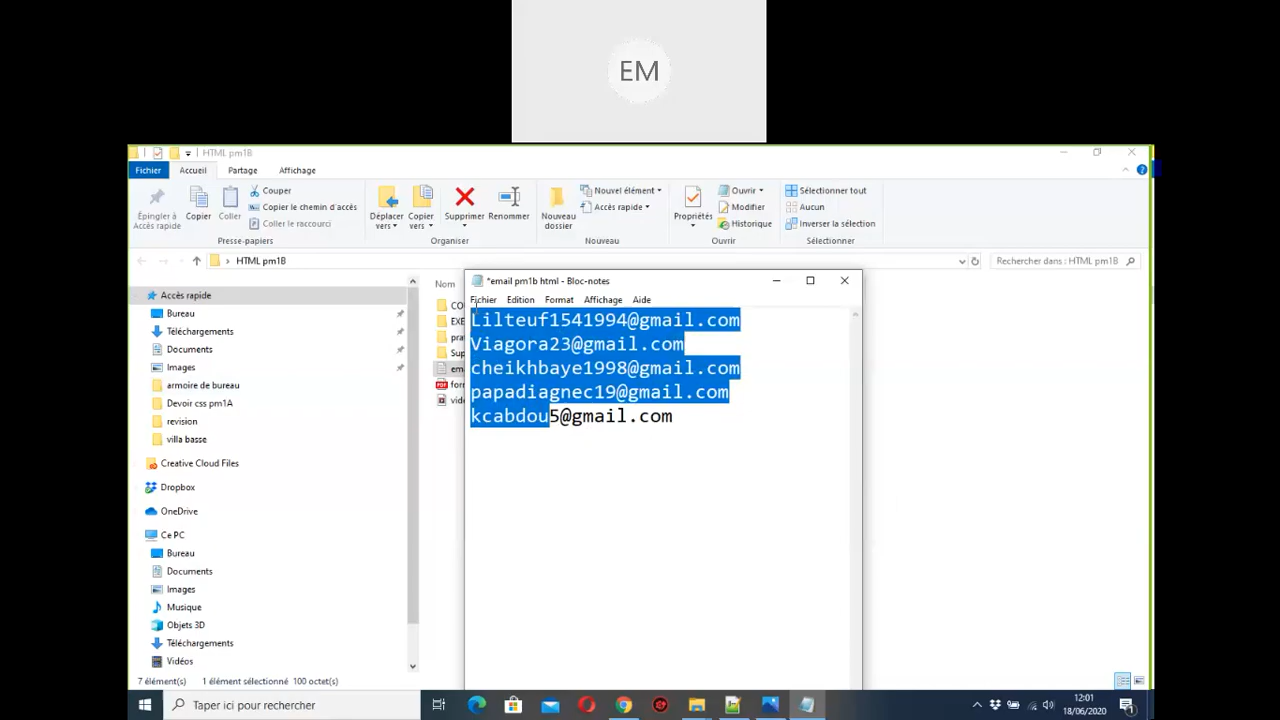 EM
HTML pm1B
Fichier Accueil Partage Affichage
Épingler à Accès rapide
Copier
Coller
Couper
Copier le chemin d'accès
Coller le raccourci
Presse-papiers
Déplacer vers
Copier vers
Supprimer
Renommer
Organiser
Nouveau dossier
Nouvel élément
Accès rapide
Nouveau
Propriétés
Ouvrir
Modifier
Historique
Ouvrir
Sélectionner tout
Aucun
Inverser la sélection
Sélectionner
HTML pm1B
Rechercher dans : HTML pm1B
Accès rapide
Bureau
Téléchargements
Documents
Images
armoire de bureau
Devoir css pm1A
revision
villa basse
Creative Cloud Files
Dropbox
OneDrive
Ce PC
Bureau
Documents
Images
Musique
Objets 3D
Téléchargements
Vidéos
Nom
*email pm1b html - Bloc-notes
Fichier Edition Format Affichage Aide
Lilteuf1541994@gmail.com
Viagora23@gmail.com
cheikhbaye1998@gmail.com
papadiagnec19@gmail.com
kcabdou5@gmail.com
7 élément(s) 1 élément sélectionné 100 octet(s)
Taper ici pour rechercher
12:01
18/06/2020